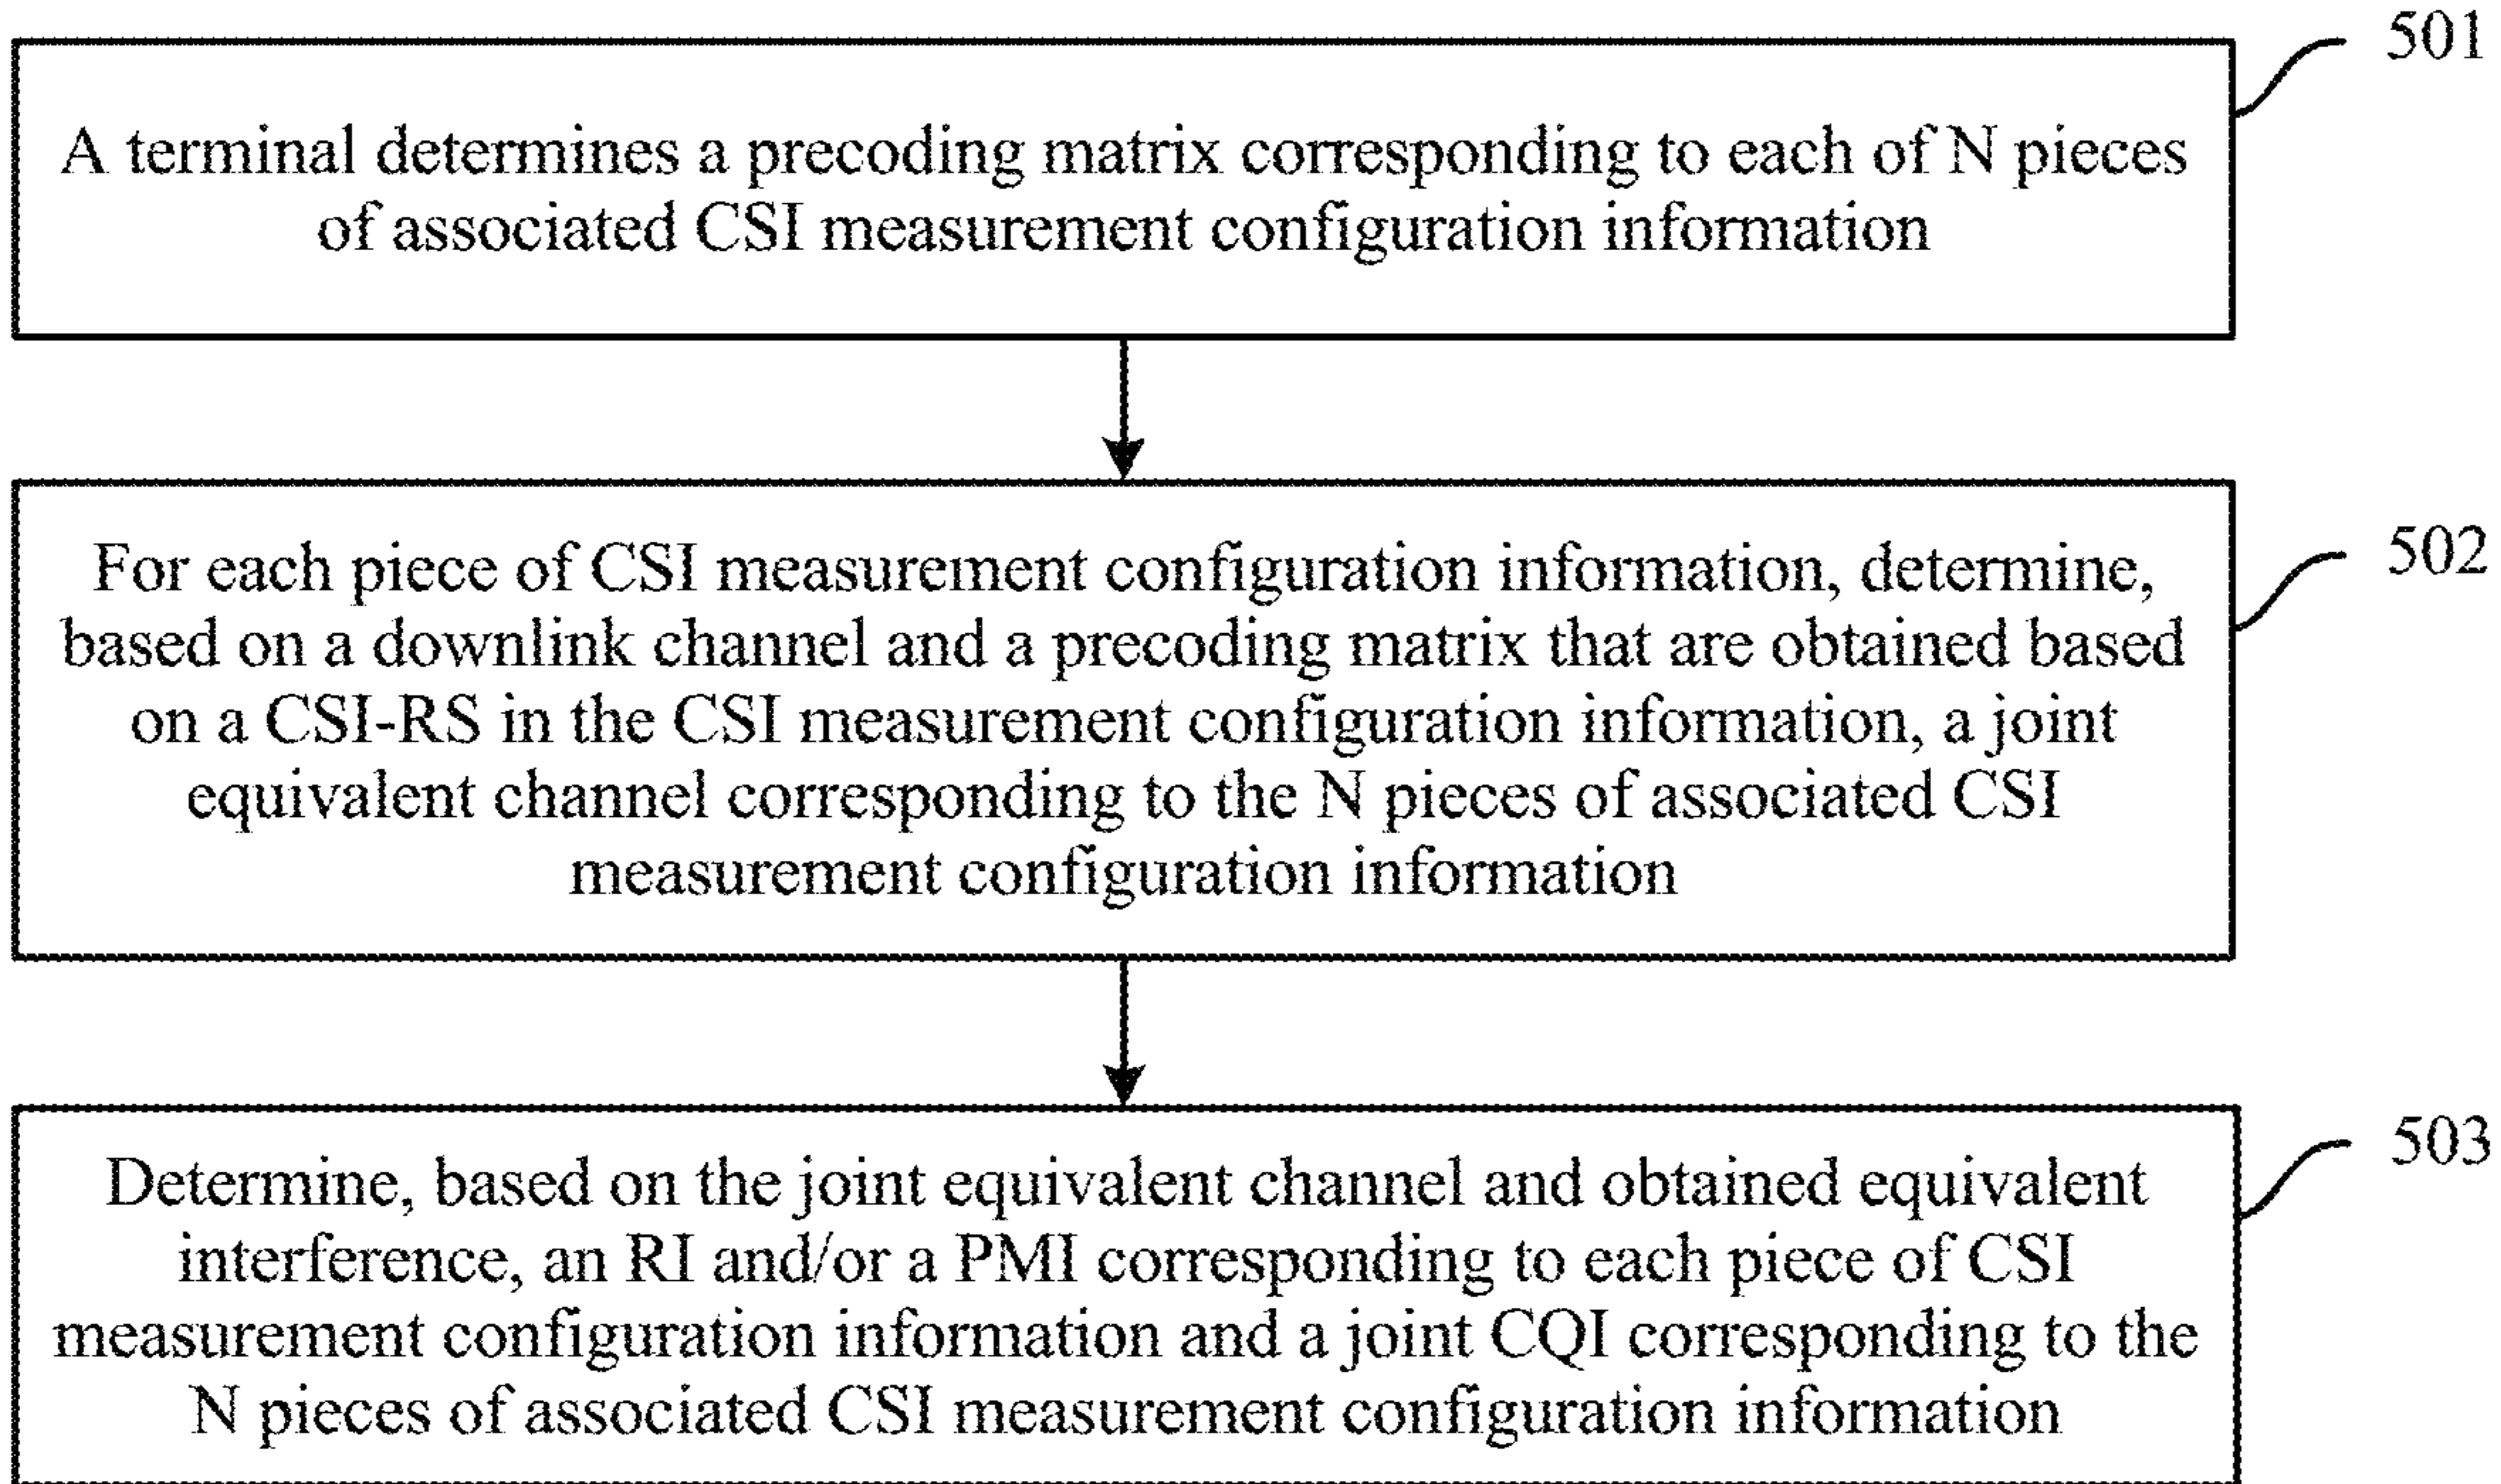 501
A terminal determines a precoding matrix corresponding to each of N pieces
of associated CSI measurement configuration information
502
For each piece of CSI measurement configuration information, determine,
based on a downlink channel and a precoding matrix that are obtained based
on a CSI-RS in the CSI measurement configuration information, a joint
equivalent channel corresponding to the N pieces of associated CSI
measurement configuration information
503
Determine, based on the joint equivalent channel and obtained equivalent
interference, an RI and/or a PMI corresponding to each piece of CSI
measurement configuration information and a joint CQI corresponding to the
N pieces of associated CSI measurement configuration information